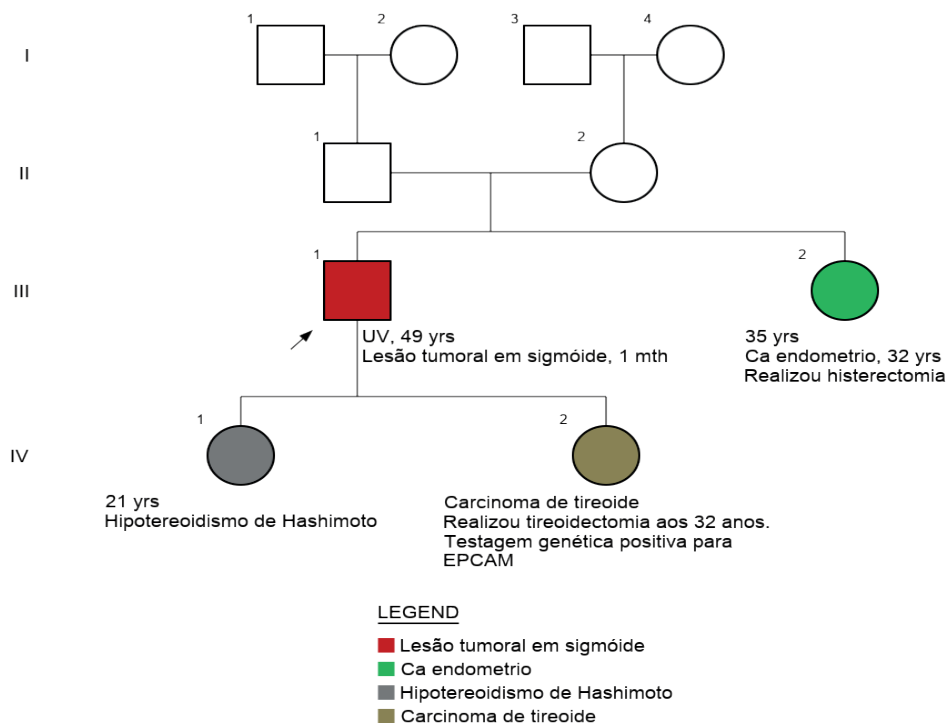 1
2
3
4
I
1
2
II
1
2
III
UV, 49 yrs
Lesão tumoral em sigmóide, 1 mth
35 yrs
Ca endometrio, 32 yrs
Realizou histerectomia
1
2
IV
21 yrs
Hipotereoidismo de Hashimoto
Carcinoma de tireoide
Realizou tireoidectomia aos 32 anos.
Testagem genética positiva para
EPCAM
LEGEND
Lesão tumoral em sigmóide
Ca endometrio
Hipotereoidismo de Hashimoto
Carcinoma de tireoide